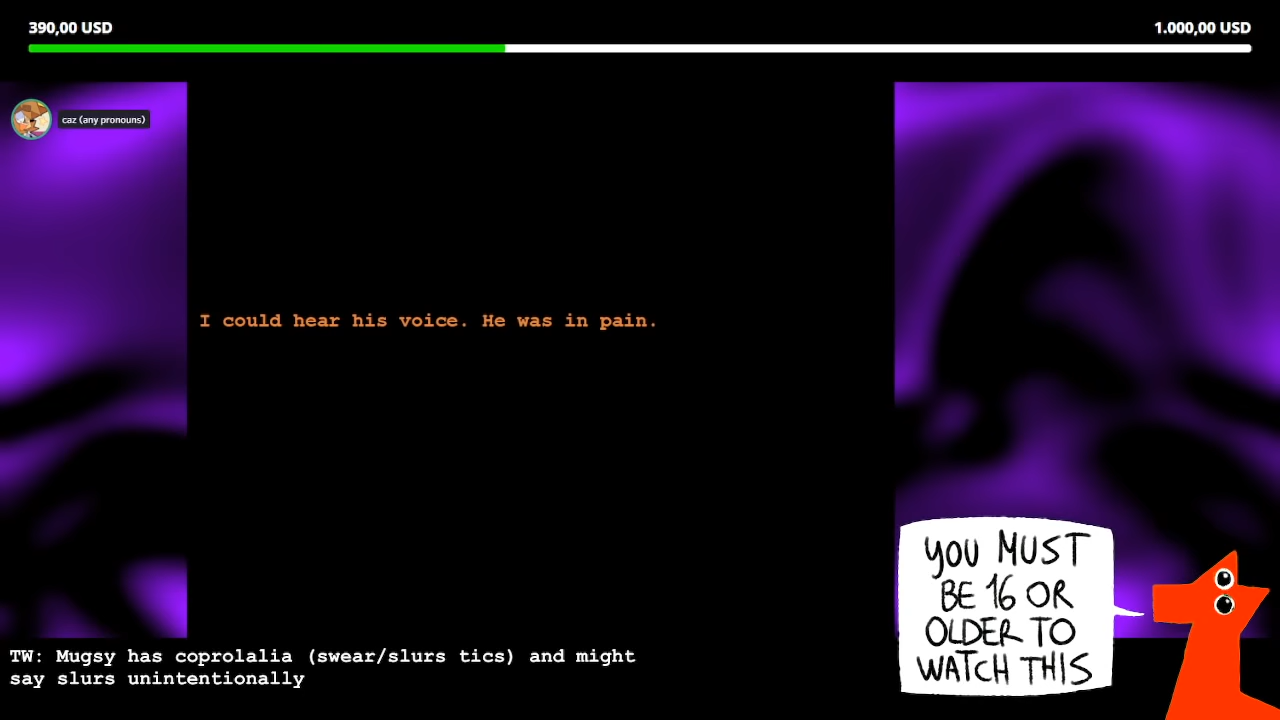 390,00 USD
1.000,00 USD
caz (any pronouns)
I could hear his voice. He was in pain.
YOU MUST
BE 16 OR
OLDER TO
WATCH THIS
TW: Mugsy has coprolalia (swear/slurs tics) and might
say slurs unintentionally